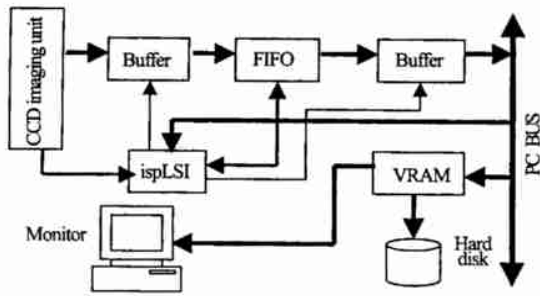 CCD imaging unit
Buffer
FIFO
Buffer
ispLSI
VRAM
PC BUS
Monitor
Hard
disk